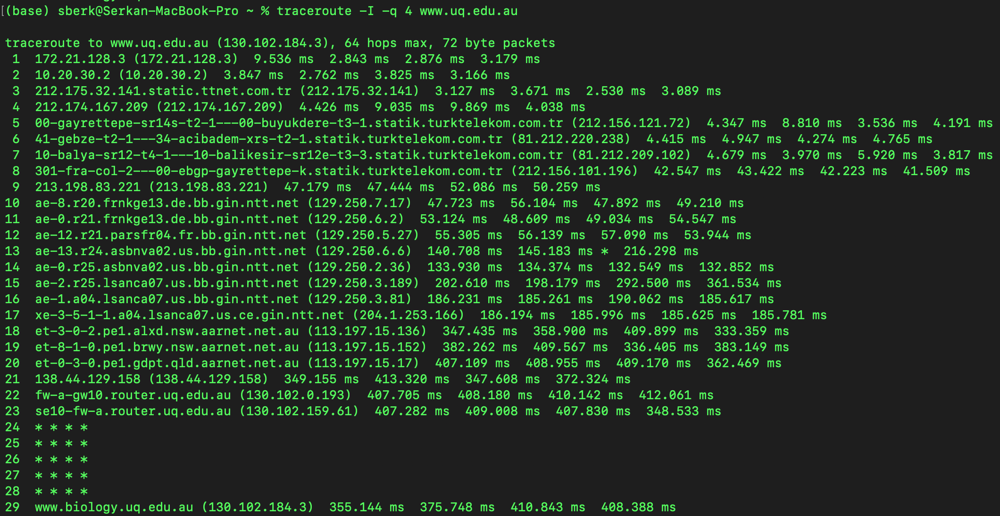 [(base) sberk@Serkan-MacBook-Pro ~ % traceroute -I -q 4 www.uq.edu.au
traceroute to www.uq.edu.au (130.102.184.3), 64 hops max, 72 byte packets
1 172.21.128.3 (172.21.128.3) 9.536 ms 2.843 ms 2.876 ms 3.179 ms
2 10.20.30.2 (10.20.30.2) 3.847 ms 2.762 ms 3.825 ms 3.166 ms
3 212.175.32.141.static.ttnet.com.tr (212.175.32.141) 3.127 ms 3.671 ms 2.530 ms 3.089 ms
4 212.174.167.209 (212.174.167.209) 4.426 ms 9.035 ms 9.869 ms 4.038 ms
5 00-gayrettepe-sr14s-t2-1---00-buyukdere-t3-1.statik.turktelekom.com.tr (212.156.121.72) 4.347 ms 8.810 ms 3.536 ms 4.191 ms
6 41-gebze-t2-1---34-acibadem-xrs-t2-1.statik.turktelekom.com.tr (81.212.220.238) 4.415 ms 4.947 ms 4.274 ms 4.765 ms
7 10-balya-sr12-t4-1---10-balikesir-sr12e-t3-3.statik.turktelekom.com.tr (81.212.209.102) 4.679 ms 3.970 ms 5.920 ms 3.817 ms
8 301-fra-col-2---00-ebgp-gayrettepe-k.statik.turktelekom.com.tr (212.156.101.196) 42.547 ms 43.422 ms 42.223 ms 41.509 ms
9 213.198.83.221 (213.198.83.221) 47.179 ms 47.444 ms 52.086 ms 50.259 ms
10 ae-8.r20.frnkge13.de.bb.gin.ntt.net (129.250.7.17) 47.723 ms 56.104 ms 47.892 ms 49.210 ms
11 ae-0.r21.frnkge13.de.bb.gin.ntt.net (129.250.6.2) 53.124 ms 48.609 ms 49.034 ms 54.547 ms
12 ae-12.r21.parsfr04.fr.bb.gin.ntt.net (129.250.5.27) 55.305 ms 56.139 ms 57.090 ms 53.944 ms
13 ae-13.r24.asbnva02.us.bb.gin.ntt.net (129.250.6.6) 140.708 ms 145.183 ms * 216.298 ms
14 ae-0.r25.asbnva02.us.bb.gin.ntt.net (129.250.2.36) 133.930 ms 134.374 ms 132.549 ms 132.852 ms
15 ae-2.r25.lsanca07.us.bb.gin.ntt.net (129.250.3.189) 202.610 ms 198.179 ms 292.500 ms 361.534 ms
16 ae-1.a04.lsanca07.us.bb.gin.ntt.net (129.250.3.81) 186.231 ms 185.261 ms 190.062 ms 185.617 ms
17 xe-3-5-1-1.a04.lsanca07.us.ce.gin.ntt.net (204.1.253.166) 186.194 ms 185.996 ms 185.625 ms 185.781 ms
18 et-3-0-2.pe1.alxd.nsw.aarnet.net.au (113.197.15.136) 347.435 ms 358.900 ms 409.899 ms 333.359 ms
19 et-8-1-0.pe1.brwy.nsw.aarnet.net.au (113.197.15.152) 382.262 ms 409.567 ms 336.405 ms 383.149 ms
20 et-0-3-0.pe1.gdpt.qld.aarnet.net.au (113.197.15.17) 407.109 ms 408.955 ms 409.170 ms 362.469 ms
21 138.44.129.158 (138.44.129.158) 349.155 ms 413.320 ms 347.608 ms 372.324 ms
22 fw-a-gw10.router.uq.edu.au (130.102.0.193) 407.705 ms 408.180 ms 410.142 ms 412.061 ms
23 se10-fw-a.router.uq.edu.au (130.102.159.61) 407.282 ms 409.008 ms 407.830 ms 348.533 ms
24 * * * *
25 * * * *
26 * * * *
27 * * * *
28 * * * *
29 www.biology.uq.edu.au (130.102.184.3) 355.144 ms 375.748 ms 410.843 ms 408.388 ms